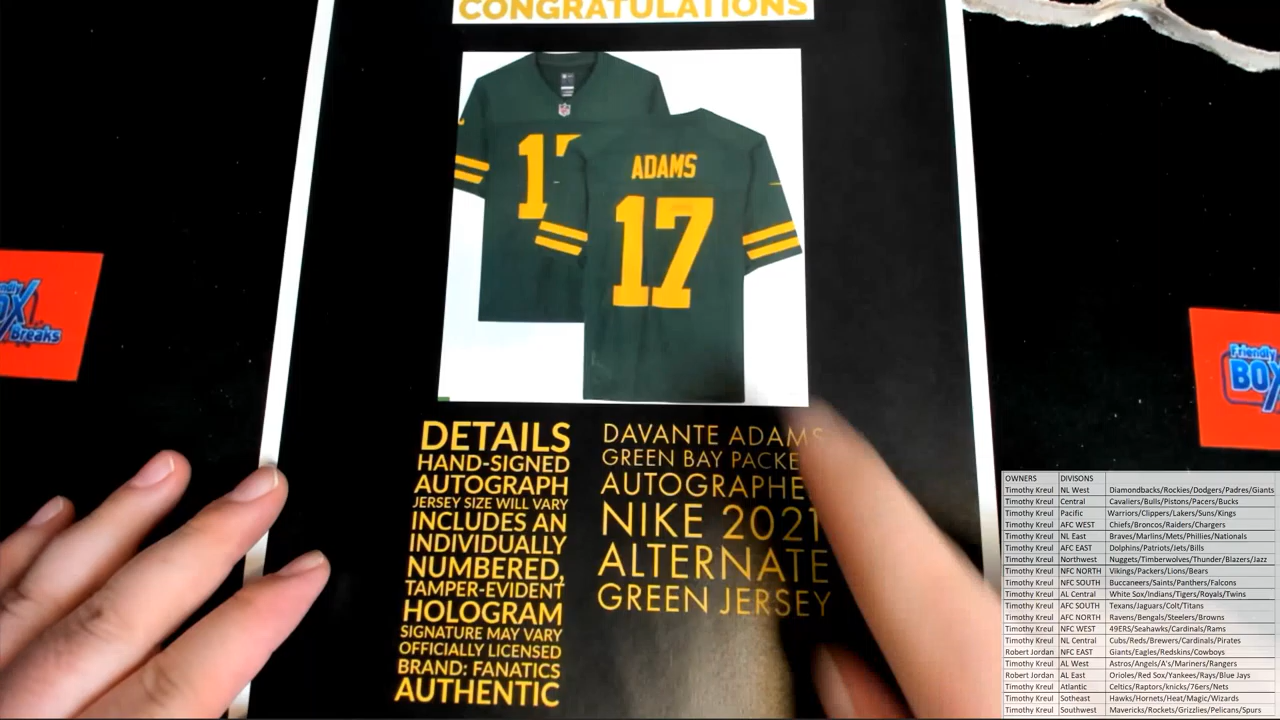 CONGRATULATIONS
17
ADAMS
17
DETAILS
HAND-SIGNED
AUTOGRAPH
JERSEY SIZE WILL VARY
INCLUDES AN
INDIVIDUALLY
NUMBERED,
TAMPER-EVIDENT
HOLOGRAM
SIGNATURE MAY VARY
OFFICIALLY LICENSED
BRAND: FANATICS
AUTHENTIC
DAVANTE ADAMS
GREEN BAY PACKE
AUTOGRAPHE
NIKE 2021
ALTERNATE
GREEN JERSEY
ndly
OX
Breaks
Friendly
BOX
OWNERS DIVISONS
Timothy Kreul NL West Diamondbacks/Rockies/Dodgers/Padres/Giants
Timothy Kreul Central Cavaliers/Bulls/Pistons/Pacers/Bucks
Timothy Kreul Pacific Warriors/Clippers/Lakers/Suns/Kings
Timothy Kreul AFC WEST Chiefs/Broncos/Raiders/Chargers
Timothy Kreul NL East Braves/Marlins/Mets/Phillies/Nationals
Timothy Kreul AFC EAST Dolphins/Patriots/Jets/Bills
Timothy Kreul Northwest Nuggets/Timberwolves/Thunder/Blazers/Jazz
Timothy Kreul NFC NORTH Vikings/Packers/Lions/Bears
Timothy Kreul NFC SOUTH Buccaneers/Saints/Panthers/Falcons
Timothy Kreul AL Central White Sox/Indians/Tigers/Royals/Twins
Timothy Kreul AFC SOUTH Texans/Jaguars/Colt/Titans
Timothy Kreul AFC NORTH Ravens/Bengals/Steelers/Browns
Timothy Kreul NFC WEST 49ERS/Seahawks/Cardinals/Rams
Timothy Kreul NL Central Cubs/Reds/Brewers/Cardinals/Pirates
Robert Jordan NFC EAST Giants/Eagles/Redskins/Cowboys
Timothy Kreul AL West Astros/Angels/A's/Mariners/Rangers
Robert Jordan AL East Orioles/Red Sox/Yankees/Rays/Blue Jays
Timothy Kreul Atlantic Celtics/Raptors/knicks/76ers/Nets
Timothy Kreul Sotheast Hawks/Hornets/Heat/Magic/Wizards
Timothy Kreul Southwest Mavericks/Rockets/Grizzlies/Pelicans/Spurs